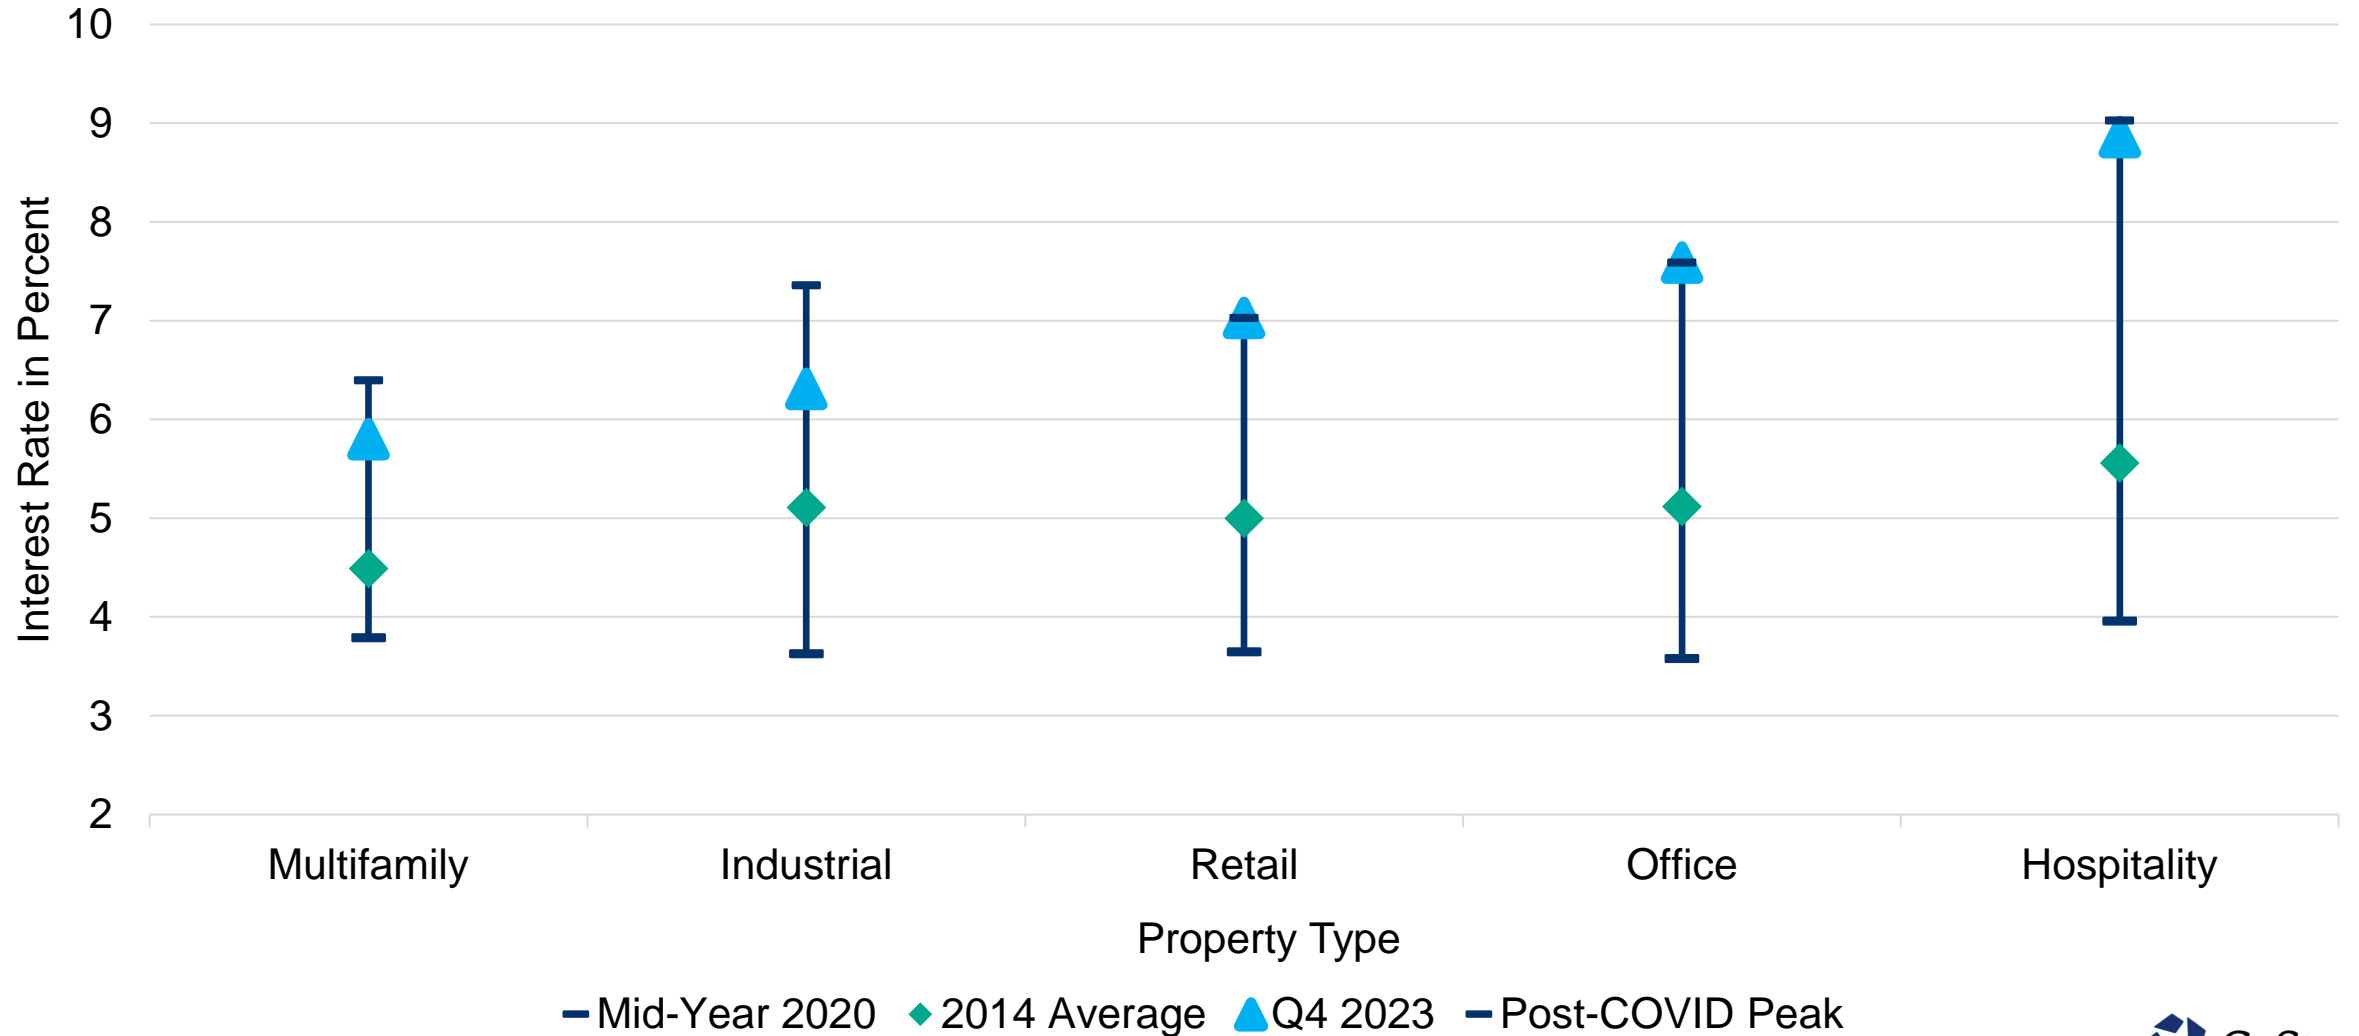 10
9
8
7
6
5
4
3
2
Interest Rate in Percent
Multifamily Industrial Retail Office Hospitality
Property Type
Mid-Year 2020 2014 Average Q4 2023 Post-COVID Peak